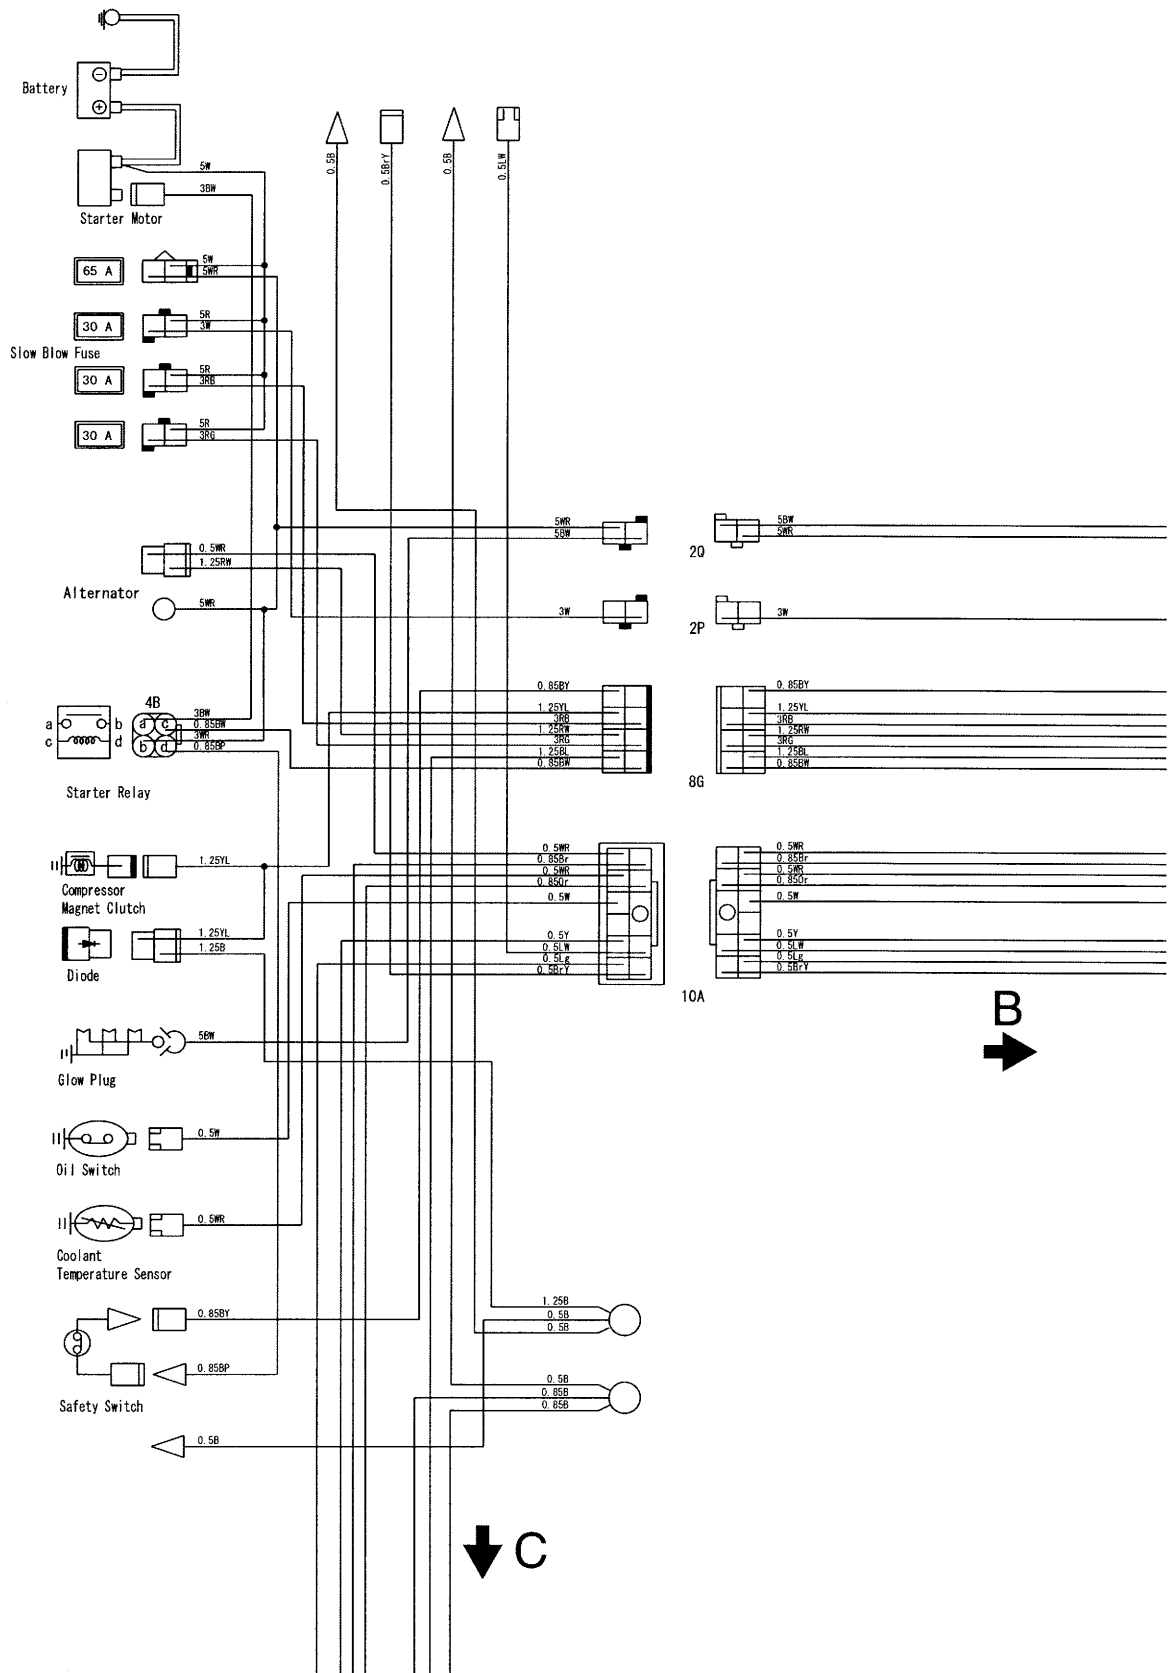 Battery
5W
3BW
Starter Motor
0.5B
0.5BrY
0.5B
0.5LW
65 A
5W
5WR
30 A
5R
3W
Slow Blow Fuse
30 A
5R
3RB
30 A
5R
3RG
5WR
5BW
2Q
5BW
5WR
0.5WR
1.25RW
Alternator
5WR
3W
2P
3W
4B
a b
c d
a c
b d
3BW
0.85BW
3WR
0.85BP
Starter Relay
0.85BY
1.25YL
3RB
1.25RW
3RG
1.25BL
0.85BW
8G
0.85BY
1.25YL
3RB
1.25RW
3RG
1.25BL
0.85BW
1.25YL
Compressor
Magnet Clutch
1.25YL
1.25B
Diode
0.5WR
0.85Br
0.5WR
0.85Or
0.5W
0.5Y
0.5LW
0.5Lg
0.5BrY
10A
0.5WR
0.85Br
0.5WR
0.85Or
0.5W
0.5Y
0.5LW
0.5Lg
0.5BrY
B
5BW
Glow Plug
0.5W
Oil Switch
0.5WR
Coolant
Temperature Sensor
0.85BY
0.85BP
Safety Switch
0.5B
1.25B
0.5B
0.5B
0.5B
0.85B
0.85B
C